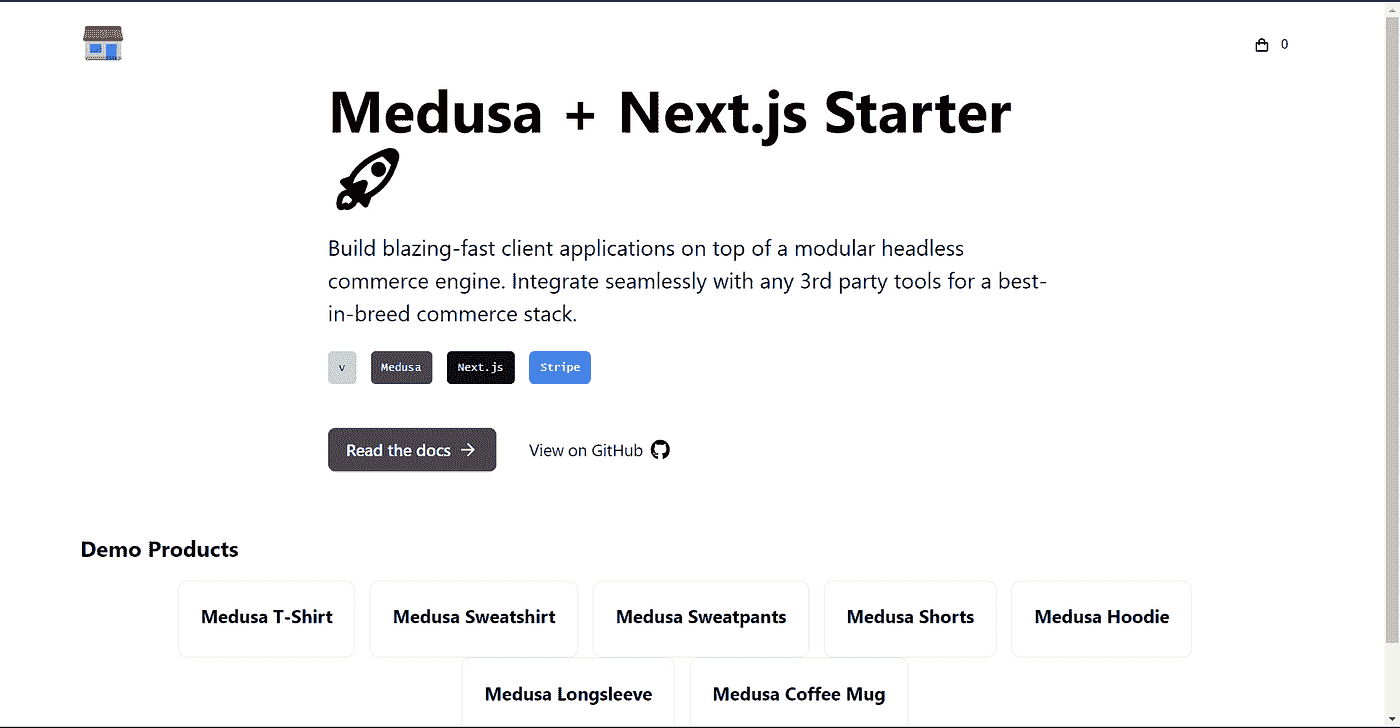 0
Medusa + Next.js Starter
Build blazing-fast client applications on top of a modular headless
commerce engine. Integrate seamlessly with any 3rd party tools for a best-
in-breed commerce stack.
v Medusa Next.js Stripe
Read the docs View on GitHub
Demo Products
Medusa T-Shirt Medusa Sweatshirt Medusa Sweatpants Medusa Shorts Medusa Hoodie
Medusa Longsleeve Medusa Coffee Mug